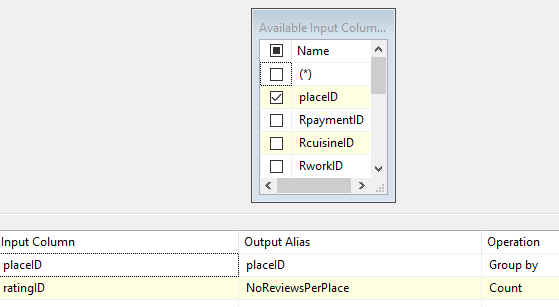 Available Input Colum...
Name
(*)
placeID
RpaymentID
RcuisineID
RworkID
Input Column Output Alias Operation
placeID placeID Group by
ratingID NoReviewsPerPlace Count